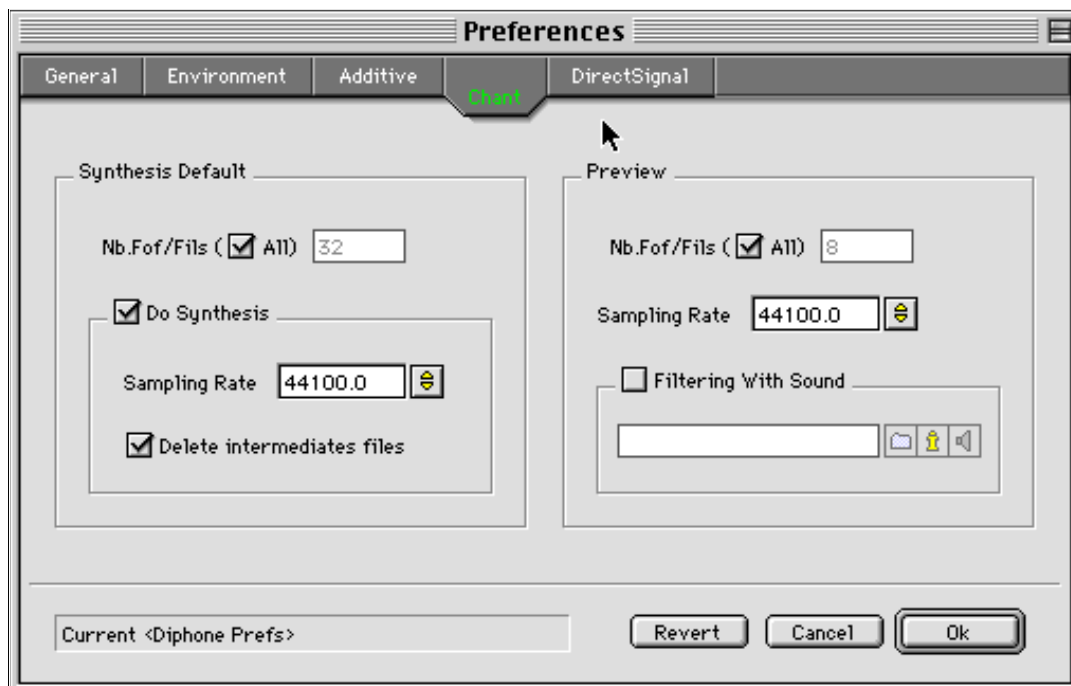 Preferences
General Environment Additive Chant DirectSignal
Synthesis Default
Nb.Fof/Fils ( All) 32
Do Synthesis
Sampling Rate 44100.0
Delete intermediates files
Preview
Nb.Fof/Fils ( All) 8
Sampling Rate 44100.0
Filtering With Sound
Current <Diphone Prefs>
Revert Cancel Ok